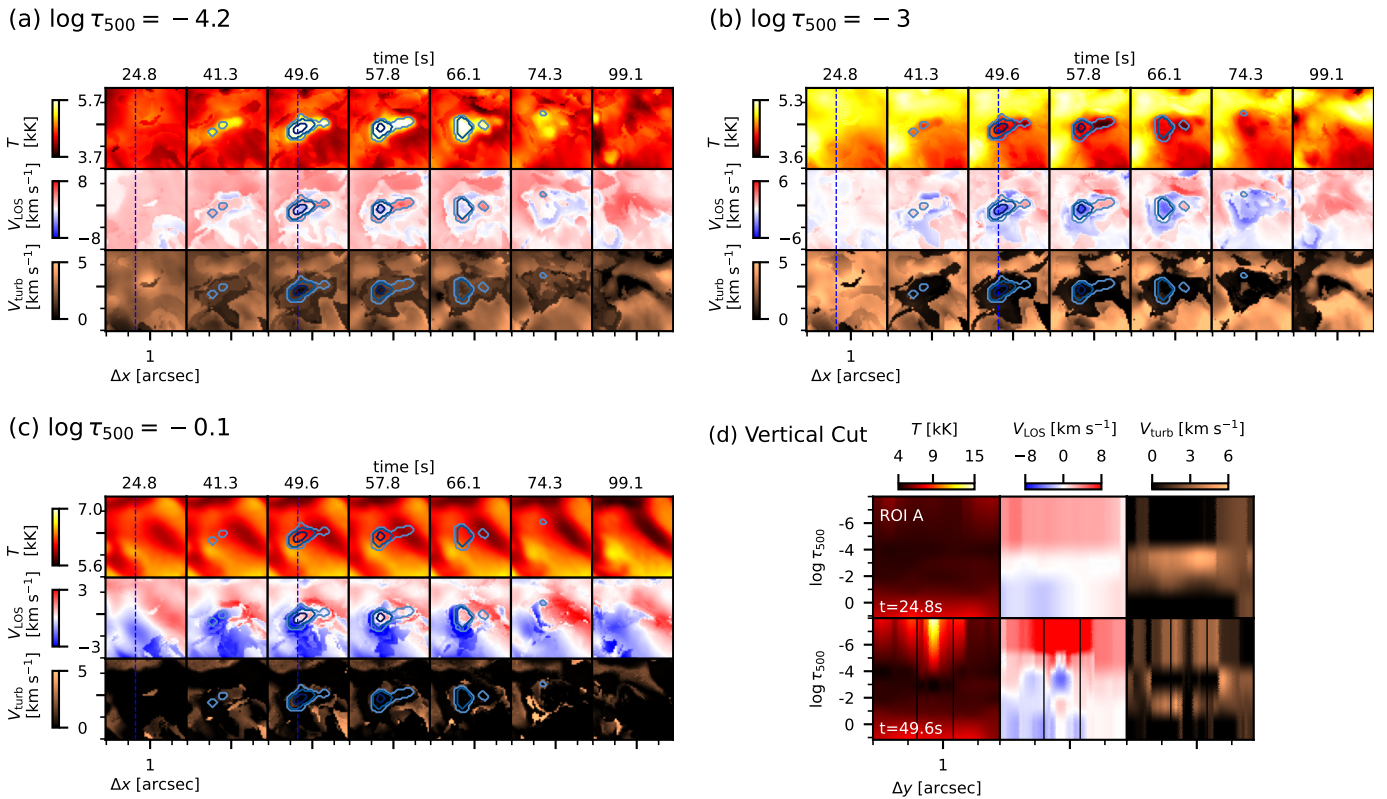 (a) log τ500 = − 4.2
time [s]
24.8 41.3 49.6 57.8 66.1 74.3 99.1
5.7
T [kK]
3.7
8
VLOS [km s−1]
−8
5
Vturb [km s−1]
0
1
Δx [arcsec]
(b) log τ500 = − 3
time [s]
24.8 41.3 49.6 57.8 66.1 74.3 99.1
5.3
T [kK]
3.6
6
VLOS [km s−1]
−6
5
Vturb [km s−1]
0
1
Δx [arcsec]
(c) log τ500 = − 0.1
time [s]
24.8 41.3 49.6 57.8 66.1 74.3 99.1
7.0
T [kK]
5.6
3
VLOS [km s−1]
−3
5
Vturb [km s−1]
0
1
Δx [arcsec]
(d) Vertical Cut
T [kK] VLOS [km s−1] Vturb [km s−1]
4 9 15 −8 0 8 0 3 6
ROI A
-6
-4
-2
0
log τ500
t=24.8s
-6
-4
-2
0
log τ500
t=49.6s
1
Δy [arcsec]